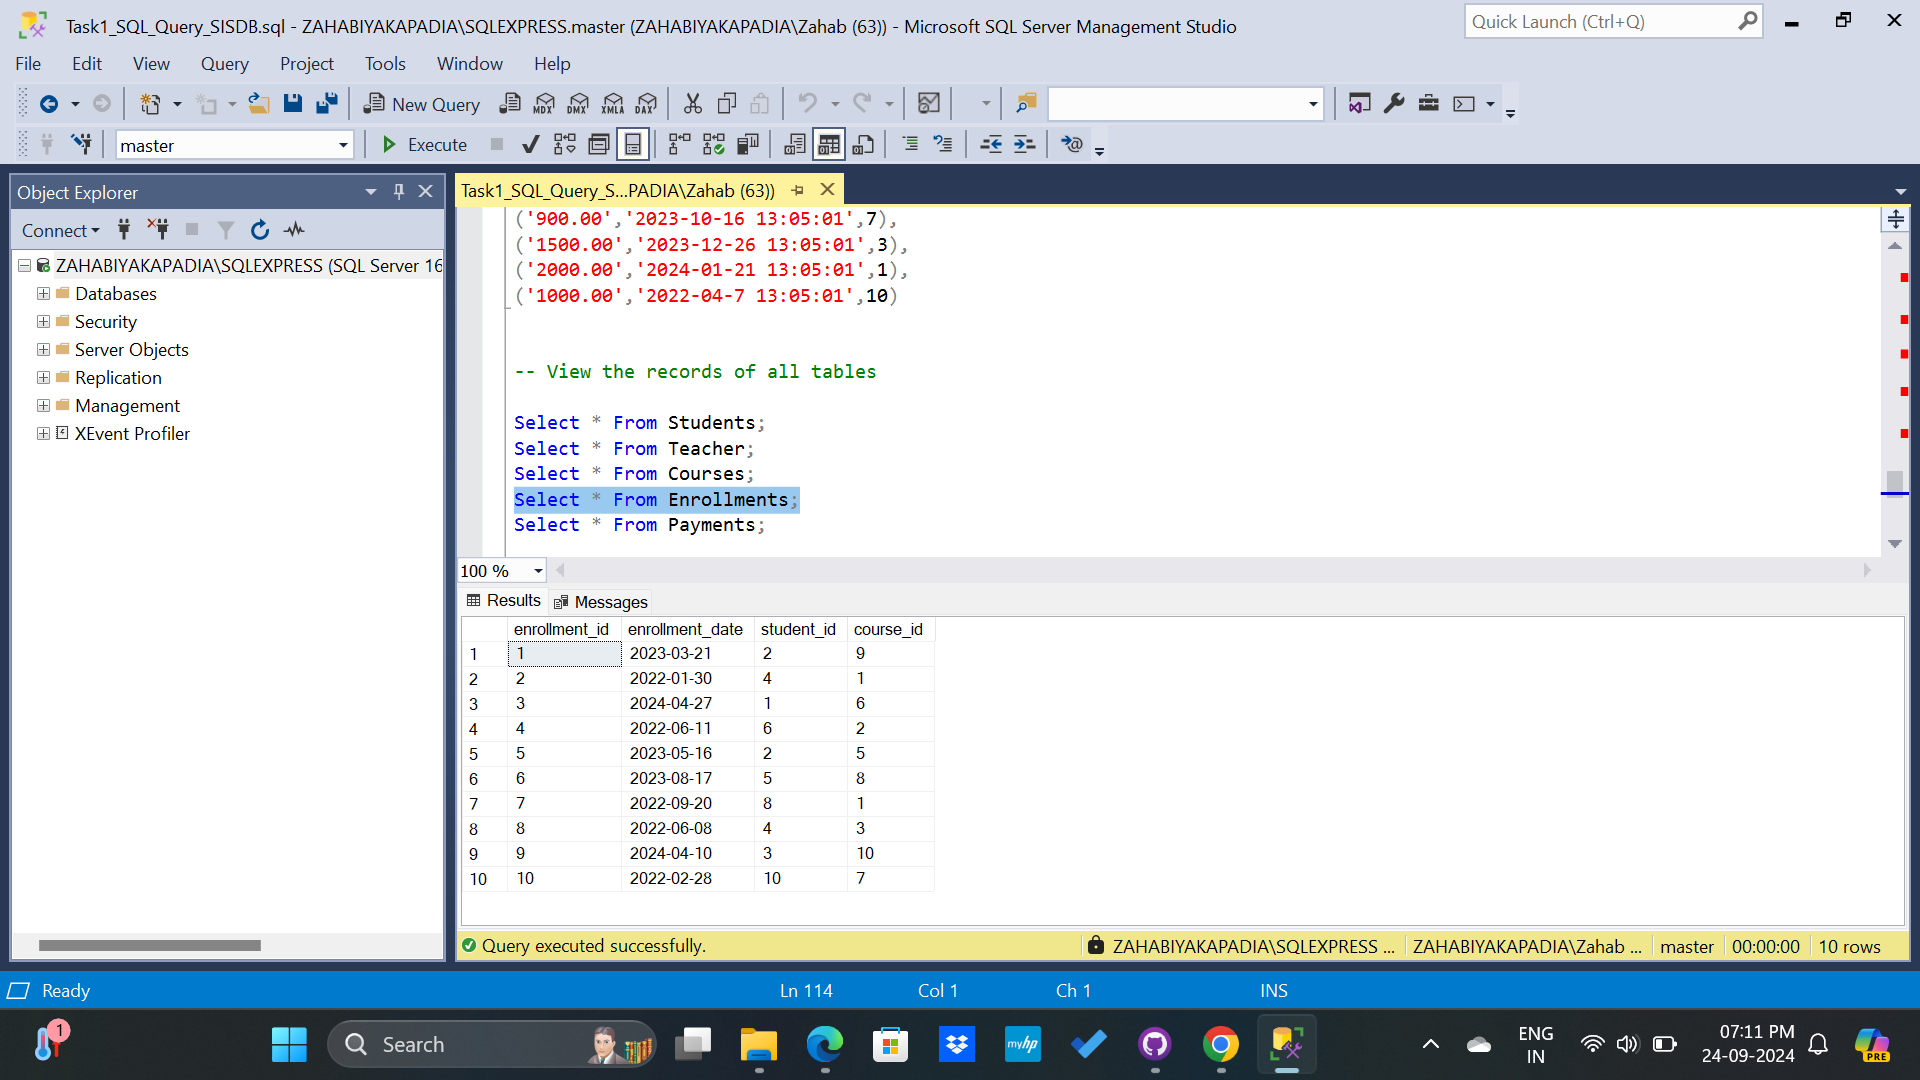 Task1_SQL_Query_SISDB.sql - ZAHABIYAKAPADIA\SQLEXPRESS.master (ZAHABIYAKAPADIA\Zahab (63)) - Microsoft SQL Server Management Studio
Quick Launch (Ctrl+Q)
File Edit View Query Project Tools Window Help
New Query MDX DMX XMLA DAX
master Execute
Object Explorer
Connect
ZAHABIYAKAPADIA\SQLEXPRESS (SQL Server 16
Databases
Security
Server Objects
Replication
Management
XEvent Profiler
Task1_SQL_Query_S...PADIA\Zahab (63))
('900.00','2023-10-16 13:05:01',7),
('1500.00','2023-12-26 13:05:01',3),
('2000.00','2024-01-21 13:05:01',1),
('1000.00','2022-04-7 13:05:01',10)
-- View the records of all tables
Select * From Students;
Select * From Teacher;
Select * From Courses;
Select * From Enrollments;
Select * From Payments;
100 %
Results Messages
enrollment_id enrollment_date student_id course_id
1 1 2023-03-21 2 9
2 2 2022-01-30 4 1
3 3 2024-04-27 1 6
4 4 2022-06-11 6 2
5 5 2023-05-16 2 5
6 6 2023-08-17 5 8
7 7 2022-09-20 8 1
8 8 2022-06-08 4 3
9 9 2024-04-10 3 10
10 10 2022-02-28 10 7
Query executed successfully. ZAHABIYAKAPADIA\SQLEXPRESS ... ZAHABIYAKAPADIA\Zahab ... master 00:00:00 10 rows
Ready Ln 114 Col 1 Ch 1 INS
1
Search
myhp
ENG
IN
07:11 PM
24-09-2024
PRE